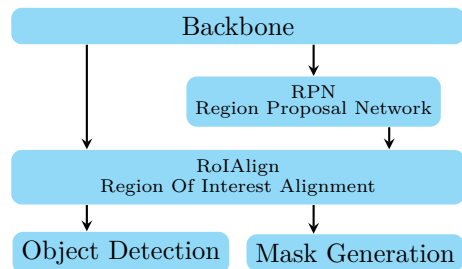 Backbone
RPN
Region Proposal Network
RoIAlign
Region Of Interest Alignment
Object Detection
Mask Generation